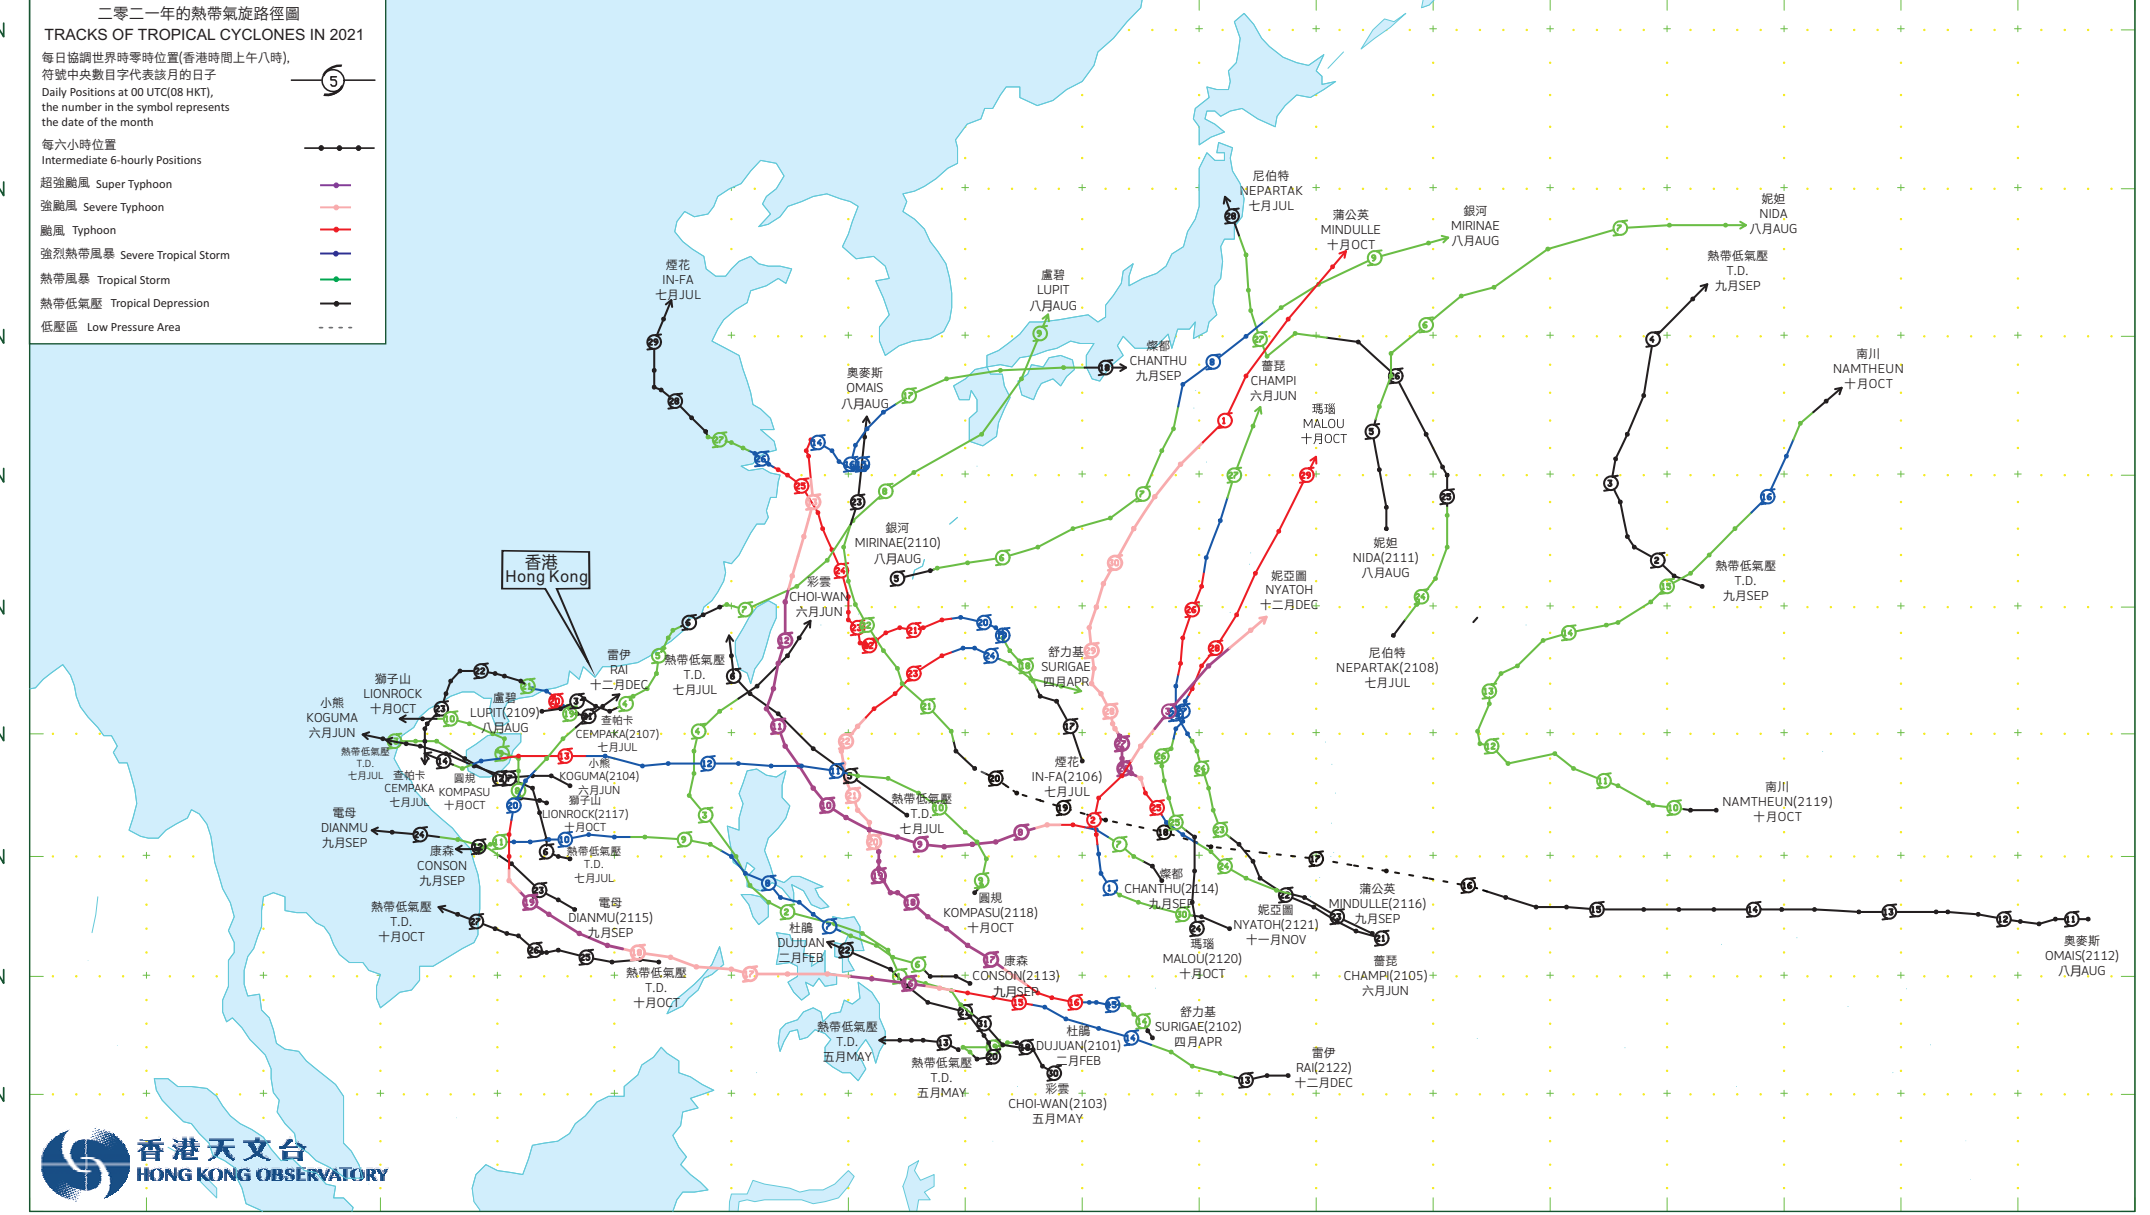 二零二一年的熱帶氣旋路徑圖
TRACKS OF TROPICAL CYCLONES IN 2021
每日協調世界時零時位置(香港時間上午八時),
符號中央數目字代表該月的日子
5
Daily Positions at 00 UTC(08 HKT),
the number in the symbol represents
the date of the month
每六小時位置
Intermediate 6-hourly Positions
超強颱風 Super Typhoon
強颱風 Severe Typhoon
颱風 Typhoon
強烈熱帶風暴 Severe Tropical Storm
熱帶風暴 Tropical Storm
熱帶低氣壓 Tropical Depression
低壓區 Low Pressure Area
尼伯特
NEPARTAK
七月JUL
蒲公英
MINDULLE
十月OCT
銀河
MIRINAE
八月AUG
妮妲
NIDA
八月AUG
熱帶低氣壓
T.D.
九月SEP
煙花
IN-FA
七月JUL
盧碧
LUPIT
八月AUG
燦都
CHANTHU
九月SEP
奧麥斯
OMAIS
八月AUG
薔琵
CHAMPI
六月JUN
南川
NAMTHEUN
十月OCT
瑪瑙
MALOU
十月OCT
銀河
MIRINAE(2110)
八月AUG
妮妲
NIDA(2111)
八月AUG
香港
Hong Kong
彩雲
CHOI-WAN
六月JUN
妮亞圖
NYATOH
十二月DEC
熱帶低氣壓
T.D.
九月SEP
尼伯特
NEPARTAK(2108)
七月JUL
雷伊
RAI
十二月DEC
熱帶低氣壓
T.D.
七月JUL
舒力基
SURIGAE
四月APR
獅子山
LIONROCK
十月OCT
小熊
KOGUMA
六月JUN
盧碧
LUPIT(2109)
八月AUG
查帕卡
CEMPAKA(2107)
七月JUL
熱帶低氣壓
T.D.
七月JUL
查帕卡
CEMPAKA
七月JUL
圓規
KOMPASU
十月OCT
小熊
KOGUMA(2104)
六月JUN
獅子山
LIONROCK(2117)
十月OCT
煙花
IN-FA(2106)
七月JUL
熱帶低氣壓
T.D.
七月JUL
南川
NAMTHEUN(2119)
十月OCT
電母
DIANMU
九月SEP
康森
CONSON
九月SEP
熱帶低氣壓
T.D.
七月JUL
燦都
CHANTHU(2114)
九月SEP
圓規
KOMPASU(2118)
十月OCT
蒲公英
MINDULLE(2116)
九月SEP
妮亞圖
NYATOH(2121)
十一月NOV
電母
DIANMU(2115)
九月SEP
熱帶低氣壓
T.D.
十月OCT
杜鵑
DUJUAN
二月FEB
瑪瑙
MALOU(2120)
十月OCT
薔琵
CHAMPI(2105)
六月JUN
奧麥斯
OMAIS(2112)
八月AUG
康森
CONSON(2113)
九月SEP
熱帶低氣壓
T.D.
十月OCT
熱帶低氣壓
T.D.
五月MAY
舒力基
SURIGAE(2102)
四月APR
杜鵑
DUJUAN(2101)
二月FEB
熱帶低氣壓
T.D.
五月MAY
雷伊
RAI(2122)
十二月DEC
彩雲
CHOI-WAN(2103)
五月MAY
香港天文台
HONG KONG OBSERVATORY